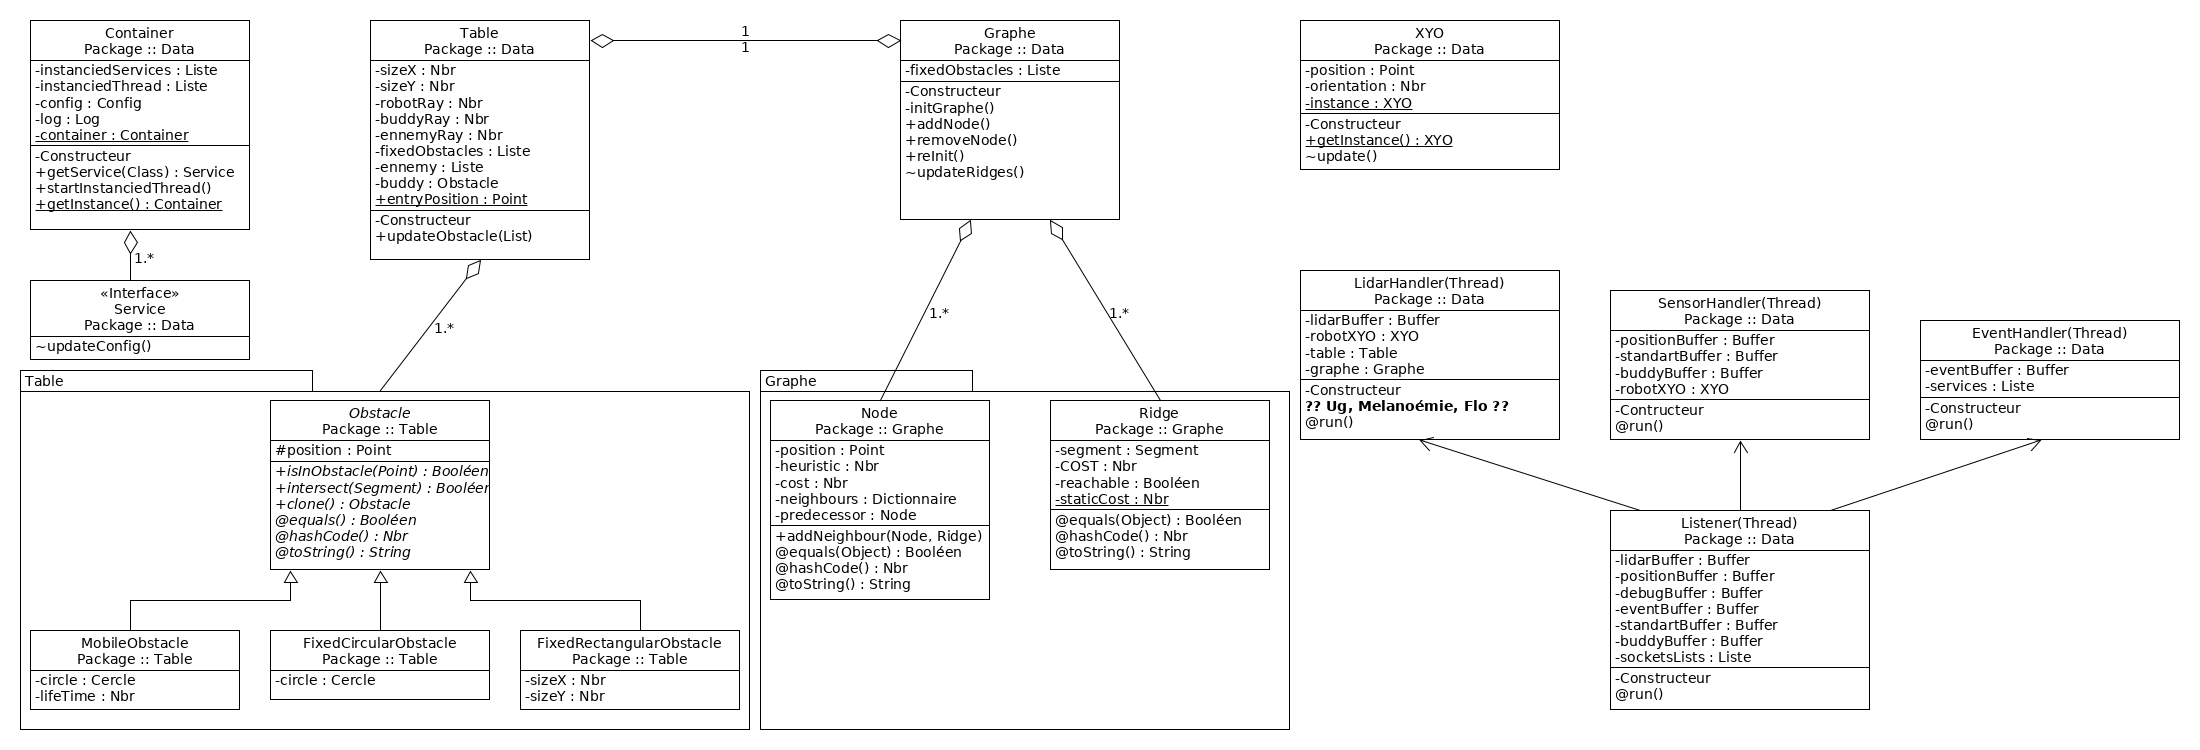 Container
Package :: Data
-instanciedServices : Liste
-instanciedThread : Liste
-config : Config
-log : Log
-container : Container
-Constructeur
+getService(Class) : Service
+startInstanciedThread()
+getInstance() : Container
1.*
«Interface»
Service
Package :: Data
~updateConfig()
Table
Package :: Data
-sizeX : Nbr
-sizeY : Nbr
-robotRay : Nbr
-buddyRay : Nbr
-ennemyRay : Nbr
-fixedObstacles : Liste
-ennemy : Liste
-buddy : Obstacle
+entryPosition : Point
-Constructeur
+updateObstacle(List)
1
1
Graphe
Package :: Data
-fixedObstacles : Liste
-Constructeur
-initGraphe()
+addNode()
+removeNode()
+reInit()
~updateRidges()
XYO
Package :: Data
-position : Point
-orientation : Nbr
-instance : XYO
-Constructeur
+getInstance() : XYO
~update()
1.*
1.*
1.*
Table
Obstacle
Package :: Table
#position : Point
+isInObstacle(Point) : Booléen
+intersect(Segment) : Booléen
+clone() : Obstacle
@equals() : Booléen
@hashCode() : Nbr
@toString() : String
MobileObstacle
Package :: Table
-circle : Cercle
-lifeTime : Nbr
FixedCircularObstacle
Package :: Table
-circle : Cercle
FixedRectangularObstacle
Package :: Table
-sizeX : Nbr
-sizeY : Nbr
Graphe
Node
Package :: Graphe
-position : Point
-heuristic : Nbr
-cost : Nbr
-neighbours : Dictionnaire
-predecessor : Node
+addNeighbour(Node, Ridge)
@equals(Object) : Booléen
@hashCode() : Nbr
@toString() : String
Ridge
Package :: Graphe
-segment : Segment
-COST : Nbr
-reachable : Booléen
-staticCost : Nbr
@equals(Object) : Booléen
@hashCode() : Nbr
@toString() : String
LidarHandler(Thread)
Package :: Data
-lidarBuffer : Buffer
-robotXYO : XYO
-table : Table
-graphe : Graphe
-Constructeur
?? Ug, Melanoémie, Flo ??
@run()
SensorHandler(Thread)
Package :: Data
-positionBuffer : Buffer
-standartBuffer : Buffer
-buddyBuffer : Buffer
-robotXYO : XYO
-Contructeur
@run()
EventHandler(Thread)
Package :: Data
-eventBuffer : Buffer
-services : Liste
-Constructeur
@run()
Listener(Thread)
Package :: Data
-lidarBuffer : Buffer
-positionBuffer : Buffer
-debugBuffer : Buffer
-eventBuffer : Buffer
-standartBuffer : Buffer
-buddyBuffer : Buffer
-socketsLists : Liste
-Constructeur
@run()